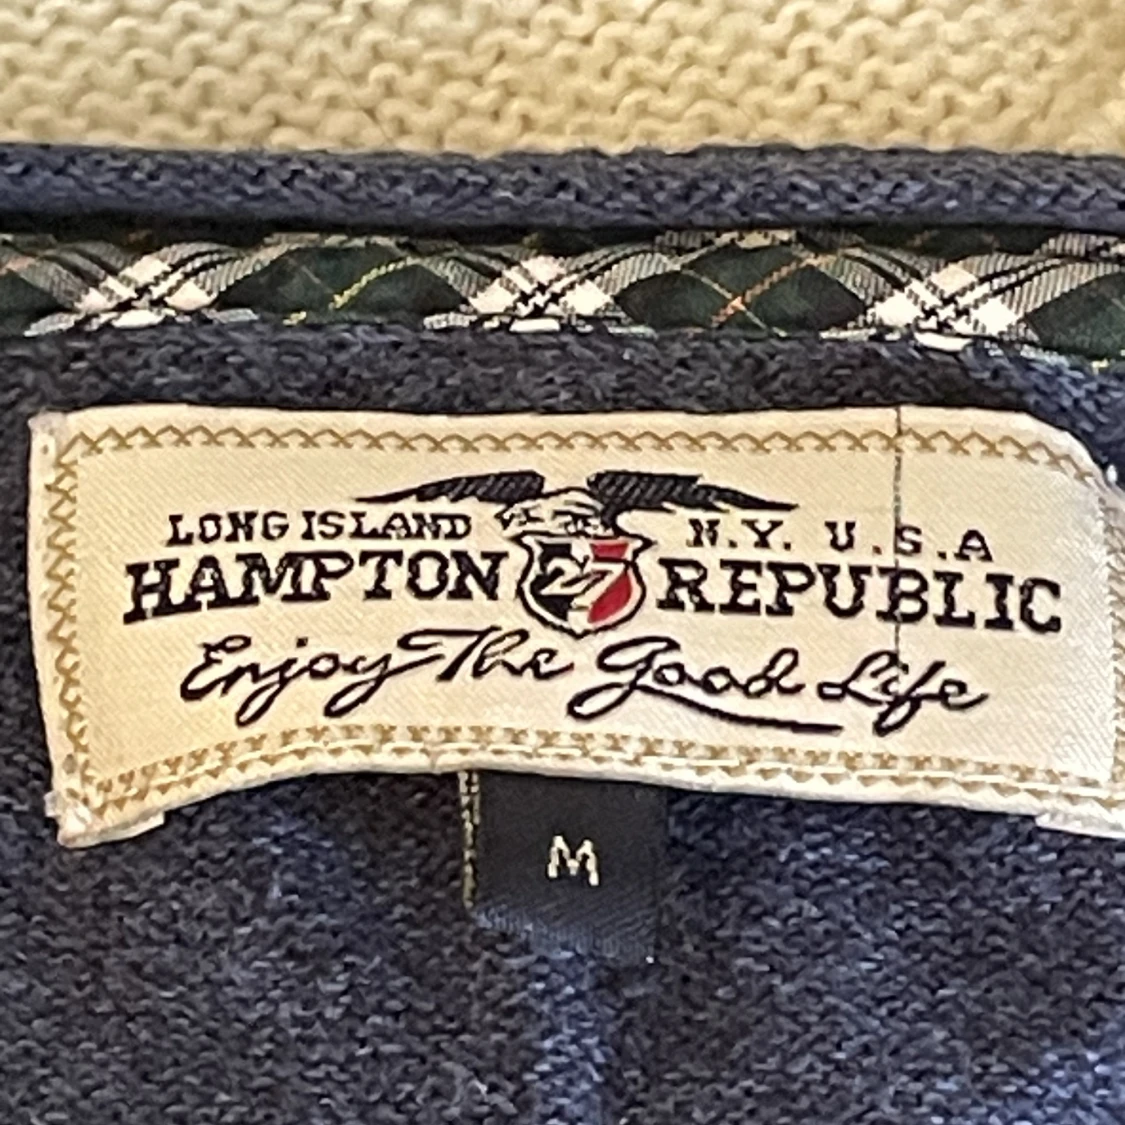 LONG ISLAND N.Y. U.S.A
HAMPTON 27 REPUBLIC
Enjoy The Good Life
M